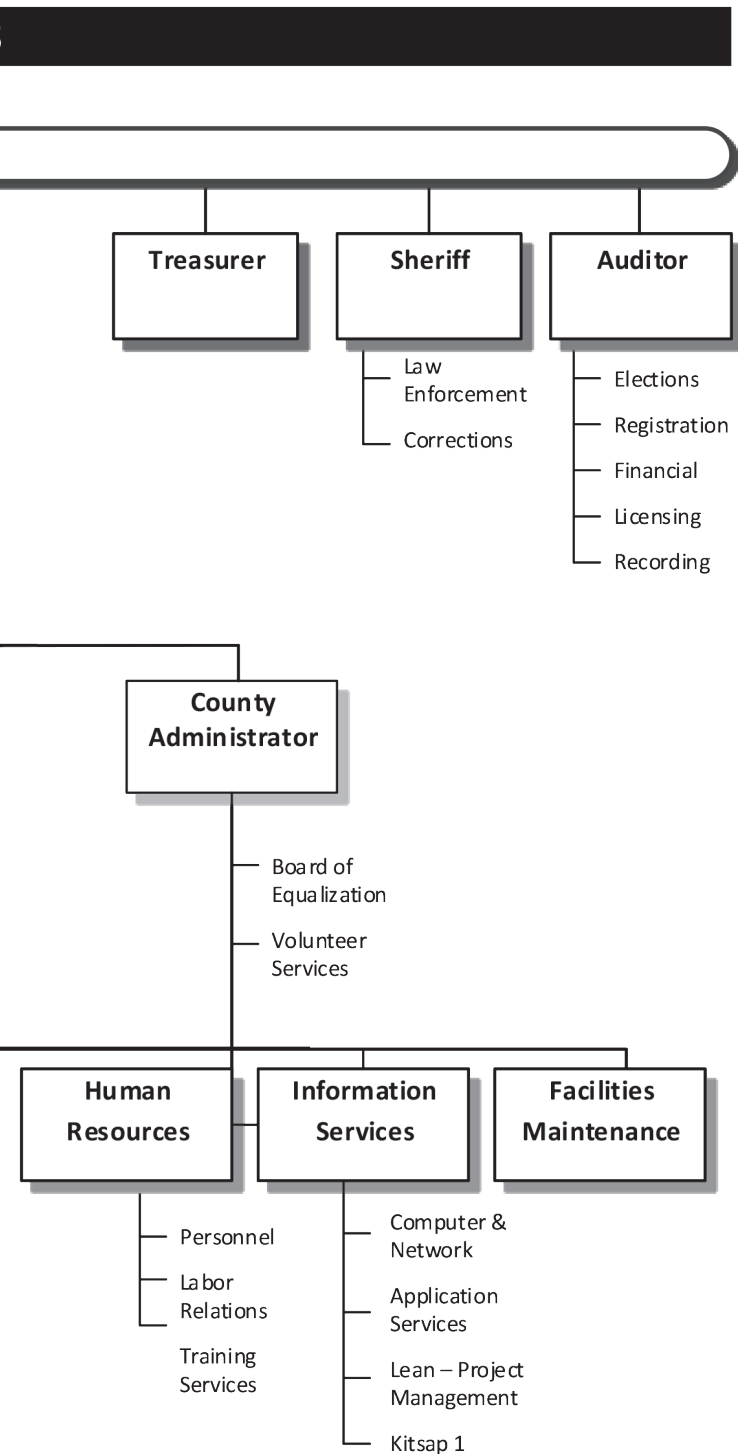 Treasurer
Sheriff
Auditor
Law
Enforcement
Corrections
Elections
Registration
Financial
Licensing
Recording
County
Administrator
Board of
Equalization
Volunteer
Services
Human
Resources
Information
Services
Facilities
Maintenance
Personnel
Labor
Relations
Training
Services
Computer &
Network
Application
Services
Lean – Project
Management
Kitsap 1